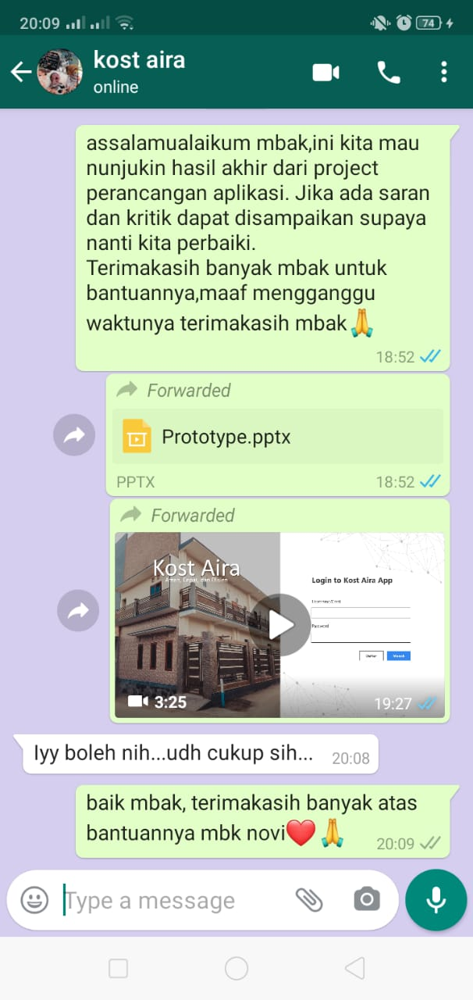 20:09
74
kost aira
online
assalamualaikum mbak,ini kita mau
nunjukin hasil akhir dari project
perancangan aplikasi. Jika ada saran
dan kritik dapat disampaikan supaya
nanti kita perbaiki.
Terimakasih banyak mbak untuk
bantuannya,maaf mengganggu
waktunya terimakasih mbak🙏
18:52
Forwarded
Prototype.pptx
PPTX
18:52
Forwarded
Kost Aira
Aman, Cepat, dan Efisien
Login to Kost Aira App
Username/Email
Password
Daftar
Masuk
3:25
19:27
Iyy boleh nih...udh cukup sih...
20:08
baik mbak, terimakasih banyak atas
bantuannya mbk novi❤️🙏
20:09
Type a message